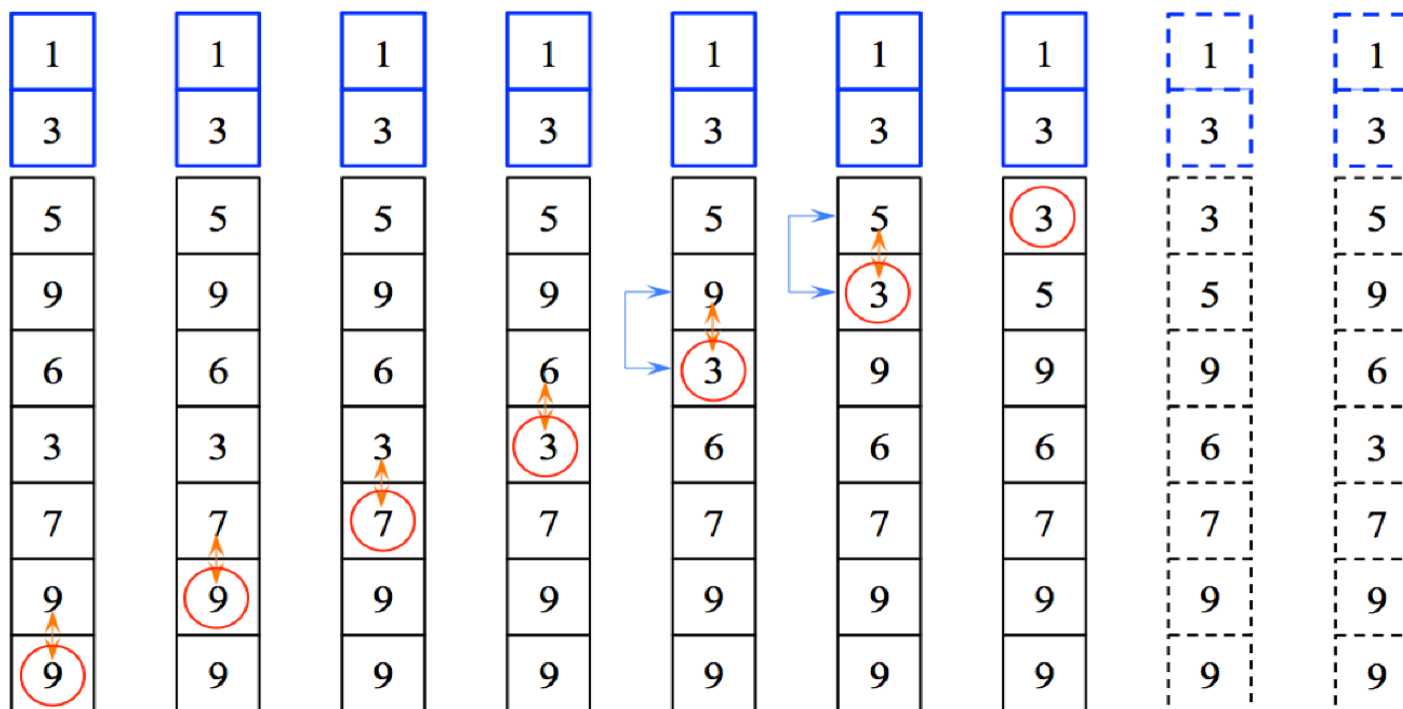 1 1 1 1 1 1 1 1 1
3 3 3 3 3 3 3 3 3
5 5 5 5 5 5 3 3 5
9 9 9 9 9 3 5 5 9
6 6 6 6 3 9 9 9 6
3 3 3 3 6 6 6 6 3
7 7 7 7 7 7 7 7 7
9 9 9 9 9 9 9 9 9
9 9 9 9 9 9 9 9 9